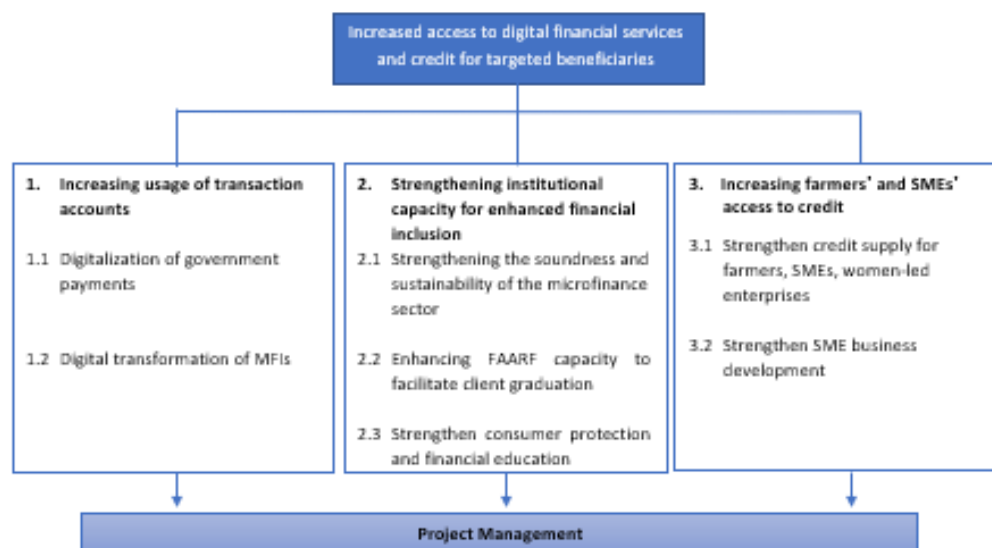 Increased access to digital financial services
and credit for targeted beneficiaries
1. Increasing usage of transaction
accounts
1.1 Digitalization of government
payments
1.2 Digital transformation of MFIs
2. Strengthening institutional
capacity for enhanced financial
inclusion
2.1 Strengthening the soundness and
sustainability of the microfinance
sector
2.2 Enhancing FAARF capacity to
facilitate client graduation
2.3 Strengthen consumer protection
and financial education
3. Increasing farmers' and SMEs'
access to credit
3.1 Strengthen credit supply for
farmers, SMEs, women-led
enterprises
3.2 Strengthen SME business
development
Project Management